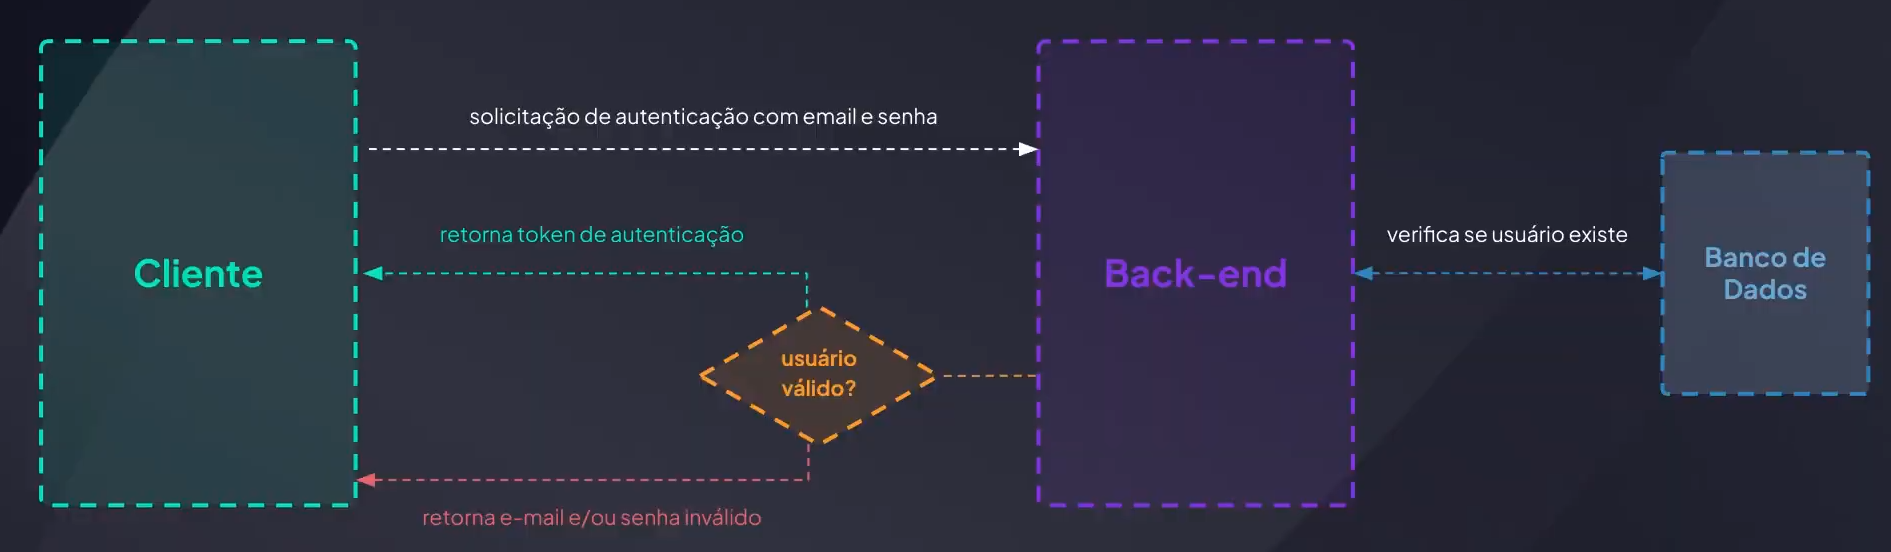 solicitação de autenticação com email e senha
retorna token de autenticação
verifica se usuário existe
Cliente
Back-end
Banco de
Dados
usuário
válido?
retorna e-mail e/ou senha inválido